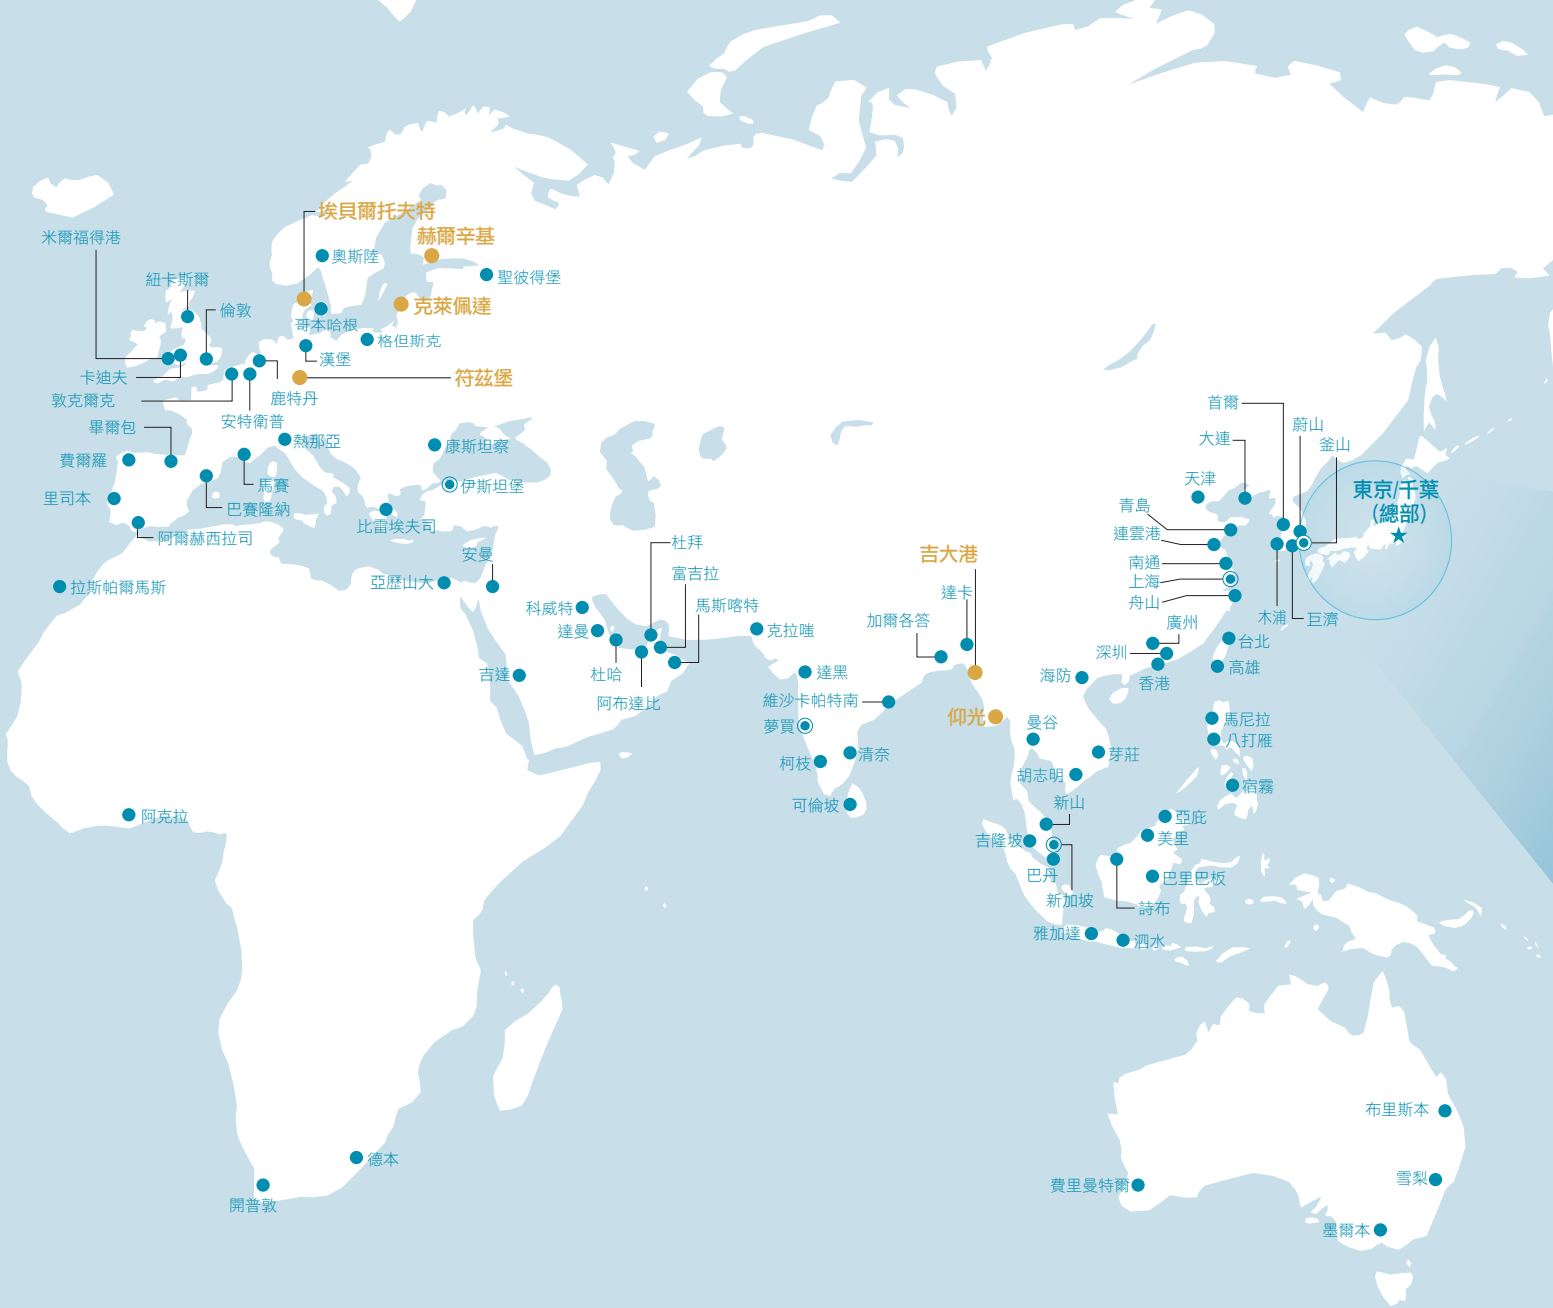 埃貝爾托夫特
赫爾辛基
米爾福得港
奧斯陸
聖彼得堡
紐卡斯爾
倫敦
克萊佩達
哥本哈根
格但斯克
漢堡
卡迪夫
符茲堡
敦克爾克
鹿特丹
安特衛普
畢爾包
熱那亞
康斯坦察
費爾羅
馬賽
伊斯坦堡
里司本
巴賽隆納
比雷埃夫司
阿爾赫西拉司
安曼
拉斯帕爾馬斯
亞歷山大
杜拜
富吉拉
馬斯喀特
科威特
達曼
克拉嗤
吉達
杜哈
阿布達比
吉大港
達卡
加爾各答
達黑
維沙卡帕特南
夢買
仰光
柯枝
清奈
可倫坡
阿克拉
首爾
蔚山
大連
釜山
天津
東京/千葉
(總部)
青島
連雲港
南通
上海
舟山
木浦
巨濟
廣州
台北
深圳
高雄
海防
香港
曼谷
馬尼拉
八打雁
芽莊
胡志明
宿霧
新山
亞庇
吉隆坡
美里
巴丹
巴里巴板
新加坡
詩布
雅加達
泗水
德本
開普敦
布里斯本
費里曼特爾
雪梨
墨爾本